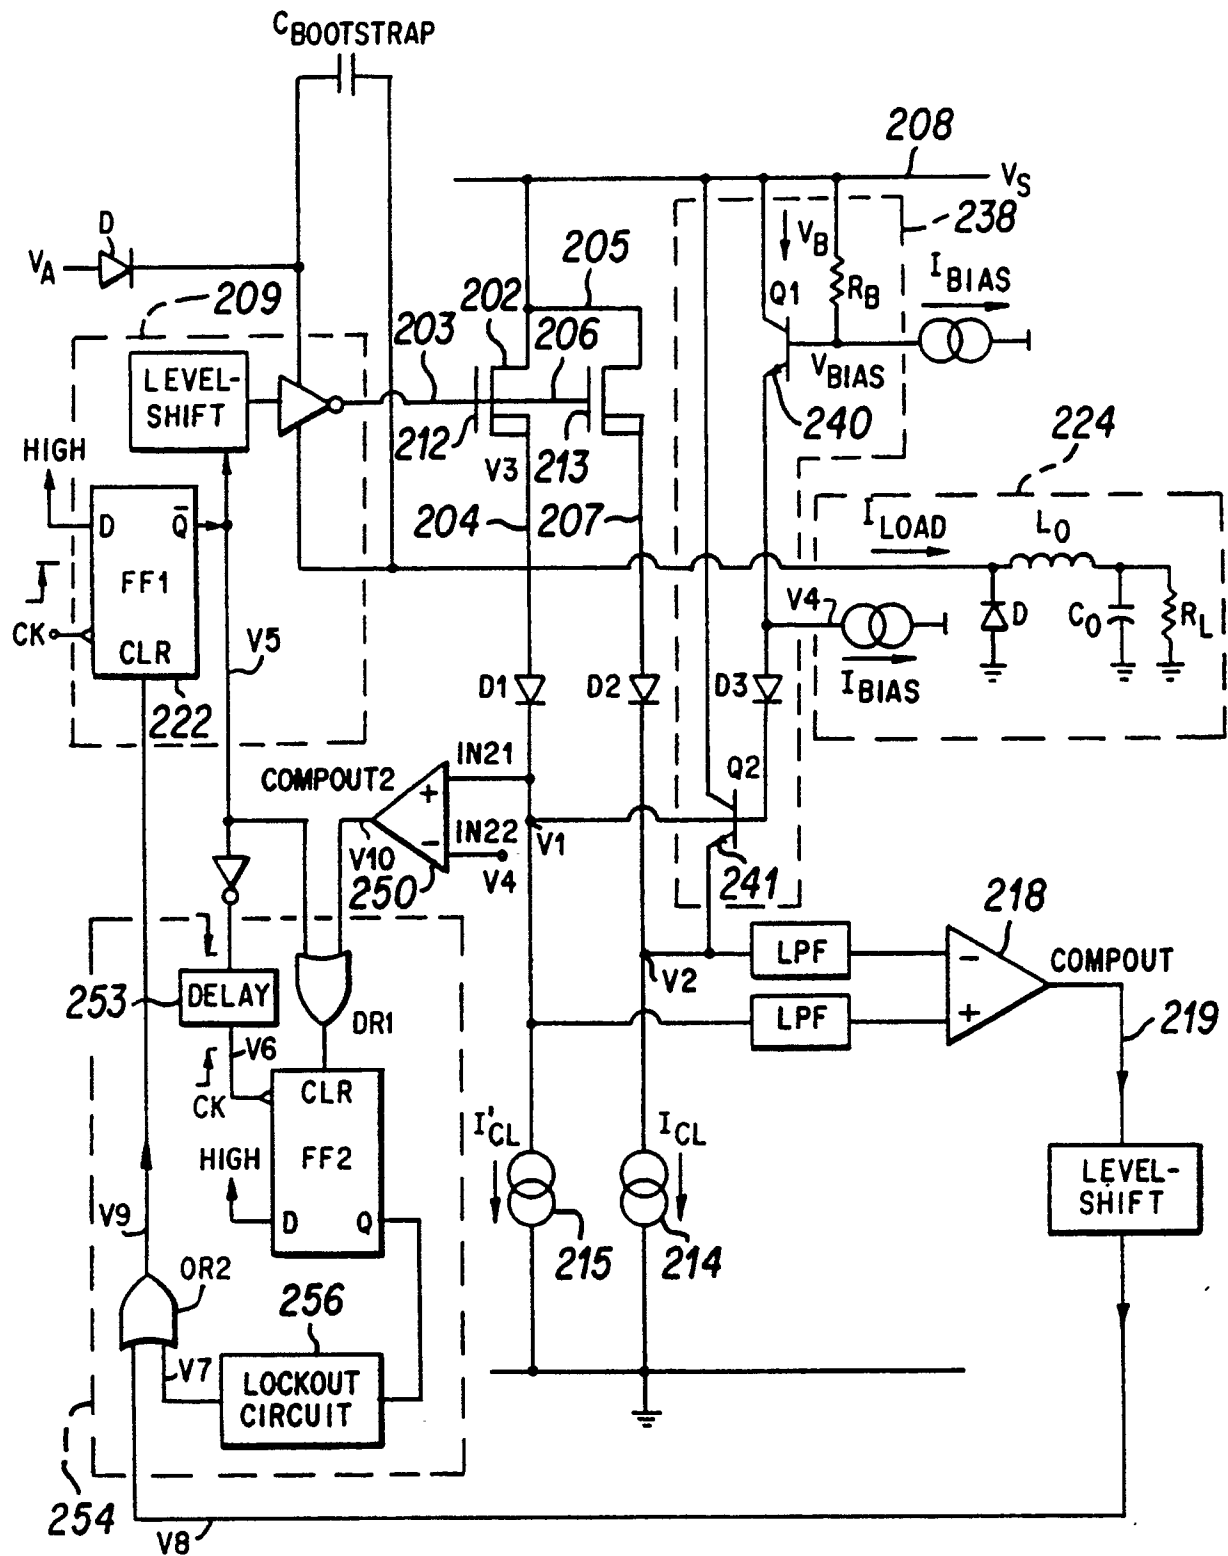 CBOOTSTRAP
208
VS
D
VA
238
VB
205
IBIAS
209
202
Q1
RB
203
206
LEVEL-
SHIFT
VBIAS
212
213
240
224
HIGH
V3
ILOAD
LO
D
Q
204
207
FF1
V4
D
CO
RL
CK
CLR
V5
D1
D2
D3
IBIAS
222
COMPOUT2
IN21
Q2
+
IN22
V10
−
V1
250
V4
241
218
LPF
−
COMPOUT
253
DELAY
V2
LPF
+
219
DR1
V6
CK
CLR
I'CL
ICL
HIGH
FF2
LEVEL-
SHIFT
V9
D
Q
215
214
OR2
256
V7
LOCKOUT
CIRCUIT
254
V8